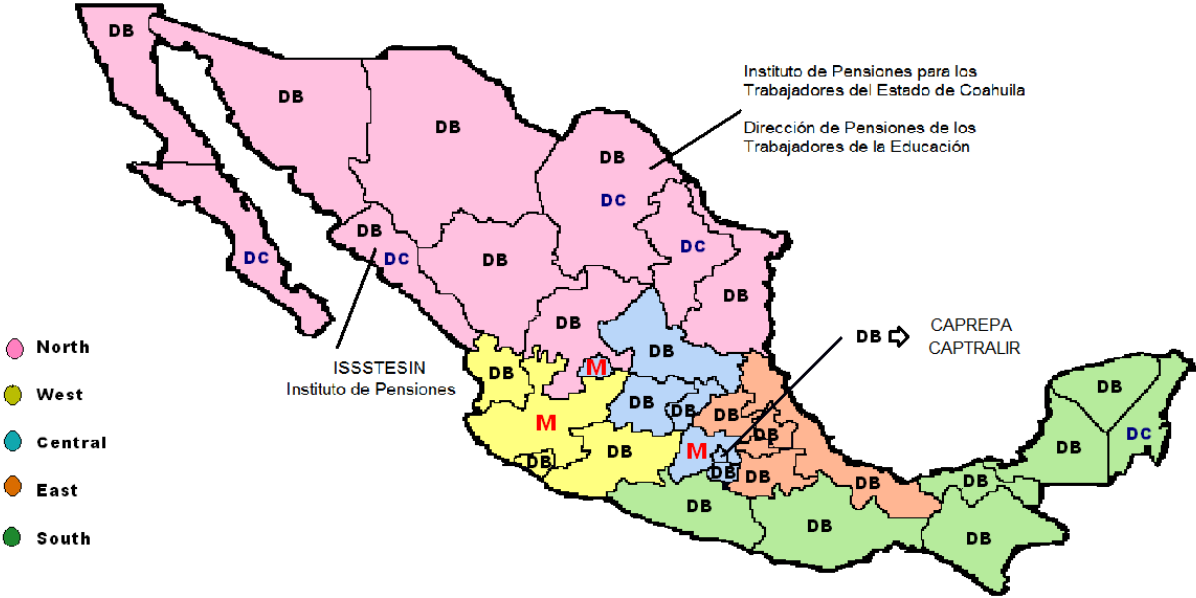 DB
DB
Instituto de Pensiones para los
Trabajadores del Estado de Coahuila
DB
Dirección de Pensiones de los
Trabajadores de la Educación
DB
DC
DB
DC
DC
DC
DB
DB
DB
ISSSTESIN
Instituto de Pensiones
DB
DB
M
DB
DB
DB
DB
M
DB
DB
DB
M
DB
DB
DB
DB
CAPREPA
CAPTRALIR
DB
DB
DC
DB
DB
DB
DB
DB
North
West
Central
East
South